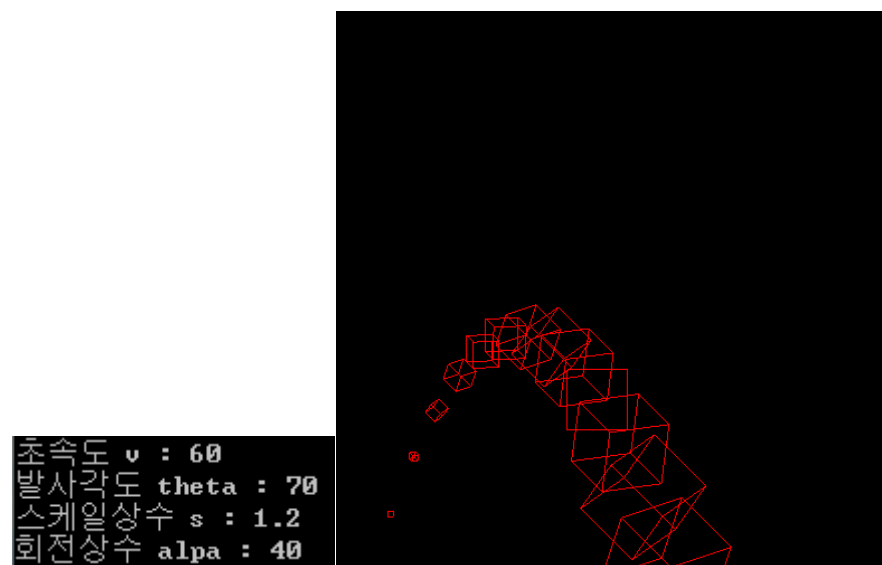 초속도 v : 60
발사각도 theta : 70
스케일상수 s : 1.2
회전상수 alpa : 40